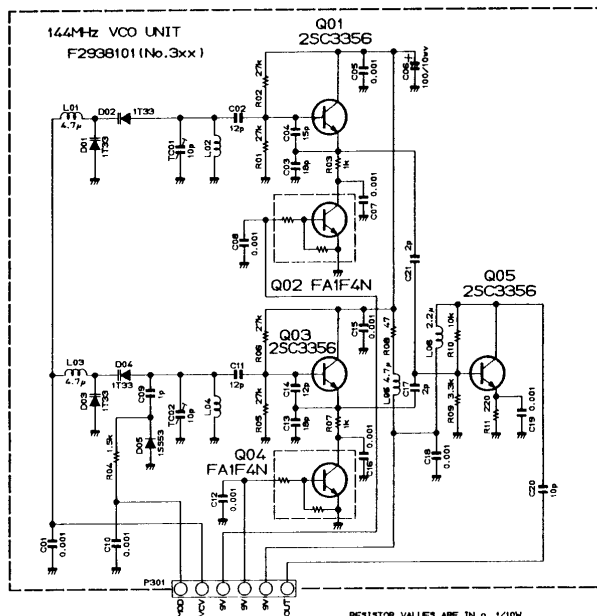 144MHz VCO UNIT
F2938101(No.3xx)
Q01
2SC3356
C05
0.001
C06
100/10wv
L01
4.7μ
D02
1T33
C02
12p
R02
27k
C04
15p
D01
1T33
TC01
10p
L02
R01
27k
C03
18p
R03
1k
C07
0.001
C08
0.001
Q02 FA1F4N
C21
2p
Q05
2SC3356
Q03
2SC3356
C15
0.001
R08
47
L06
2.2μ
R10
10k
L03
4.7μ
D04
1T33
C11
12p
R06
27k
C14
12p
L05
4.7μ
C17
2p
D03
1T33
C09
1p
TC02
10p
L04
R05
27k
C13
18p
R07
1k
R09
3.3k
R11
220
C19
0.001
D05
1SS53
R04
1.5k
Q04
FA1F4N
C16
0.001
C18
0.001
C20
10p
C12
0.001
C01
0.001
C10
0.001
P301
VCV
9V
9V
9V
OUT
RESISTOR VALUES ARE IN Ω, 1/10W